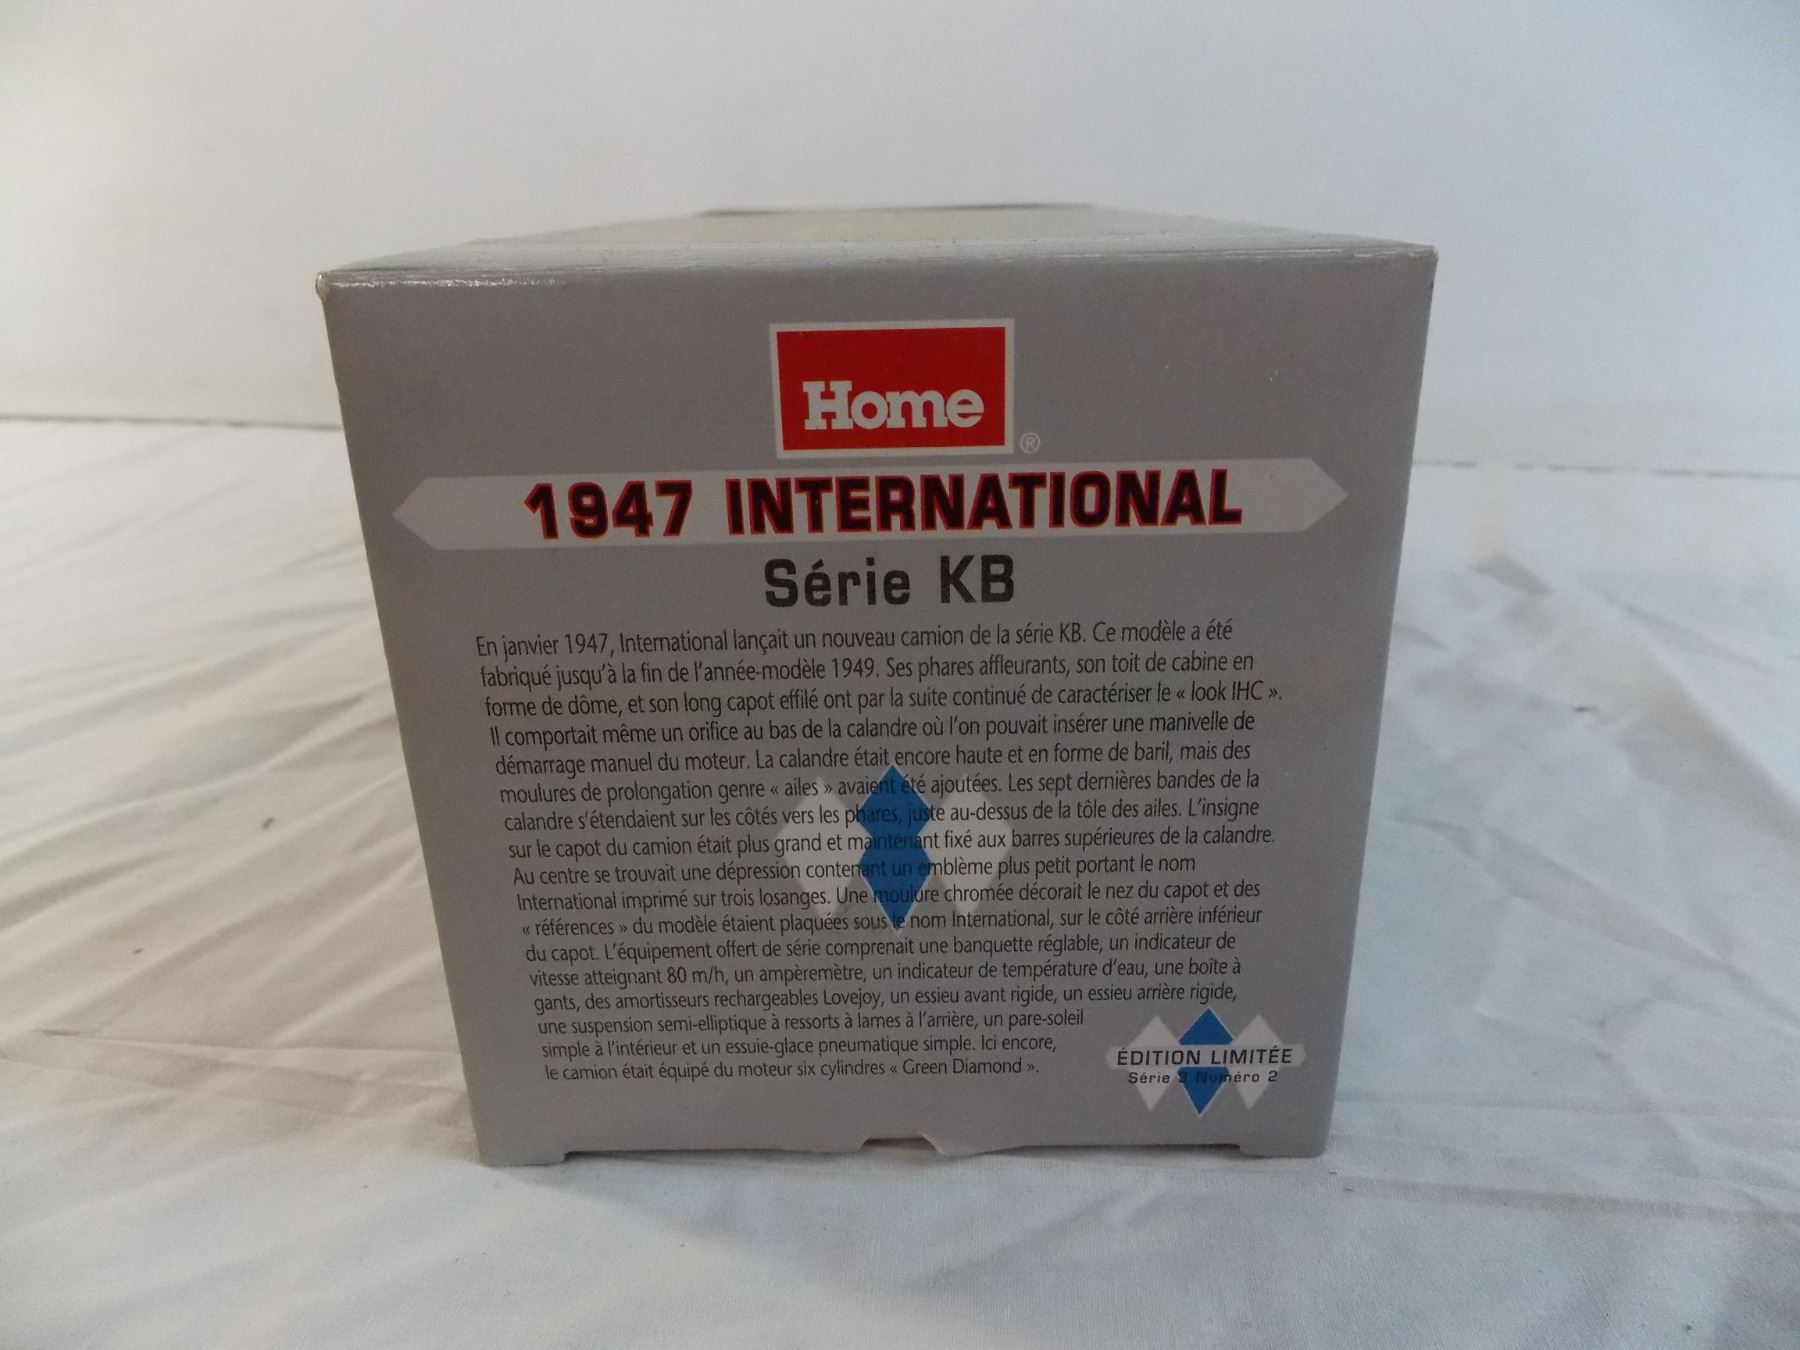 Home
®
1947 INTERNATIONAL
Série KB
En janvier 1947, International lançait un nouveau camion de la série KB. Ce modèle a été
fabriqué jusqu'à la fin de l'année-modèle 1949. Ses phares affleurants, son toit de cabine en
forme de dôme, et son long capot effilé ont par la suite continué de caractériser le « look IHC ».
Il comportait même un orifice au bas de la calandre où l'on pouvait insérer une manivelle de
démarrage manuel du moteur. La calandre était encore haute et en forme de baril, mais des
moulures de prolongation genre « ailes » avaient été ajoutées. Les sept dernières bandes de la
calandre s'étendaient sur les côtés vers les phares, juste au-dessus de la tôle des ailes. L'insigne
sur le capot du camion était plus grand et maintenant fixé aux barres supérieures de la calandre.
Au centre se trouvait une dépression contenant un emblème plus petit portant le nom
International imprimé sur trois losanges. Une moulure chromée décorait le nez du capot et des
« références » du modèle étaient plaquées sous le nom International, sur le côté arrière inférieur
du capot. L'équipement offert de série comprenait une banquette réglable, un indicateur de
vitesse atteignant 80 m/h, un ampèremètre, un indicateur de température d'eau, une boîte à
gants, des amortisseurs rechargeables Lovejoy, un essieu avant rigide, un essieu arrière rigide,
une suspension semi-elliptique à ressorts à lames à l'arrière, un pare-soleil
simple à l'intérieur et un essuie-glace pneumatique simple. Ici encore,
le camion était équipé du moteur six cylindres « Green Diamond ».
ÉDITION LIMITÉE
Série 3 Numéro 2